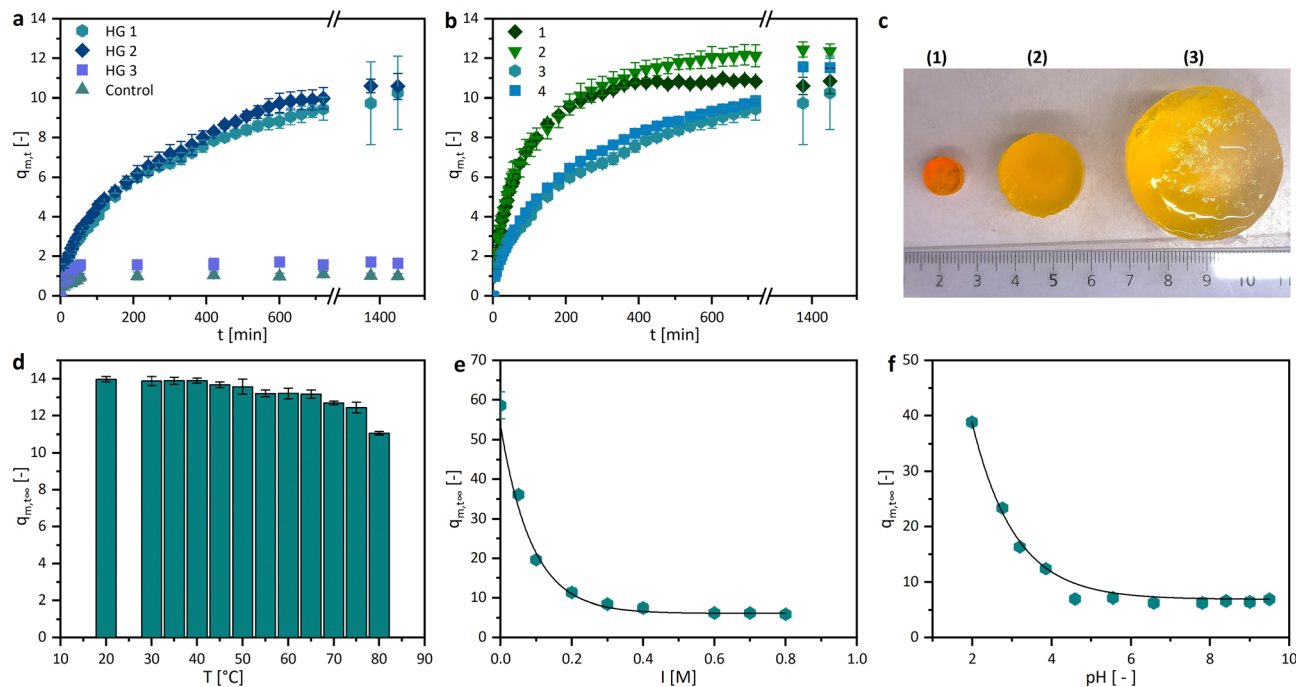 a
14
12
10
8
6
4
2
0
q_m,t [-]
HG 1
HG 2
HG 3
Control
0 200 400 600 1400
t [min]
b
14
12
10
8
6
4
2
0
q_m,t [-]
1
2
3
4
0 200 400 600 1400
t [min]
c
(1) (2) (3)
2 3 4 5 6 7 8 9 10 11
d
14
12
10
8
6
4
2
0
q_m,t∞ [-]
10 20 30 40 50 60 70 80 90
T [°C]
e
70
60
50
40
30
20
10
0
q_m,t∞ [-]
0.0 0.2 0.4 0.6 0.8 1.0
I [M]
f
50
40
30
20
10
0
q_m,t∞ [-]
2 4 6 8 10
pH [ - ]